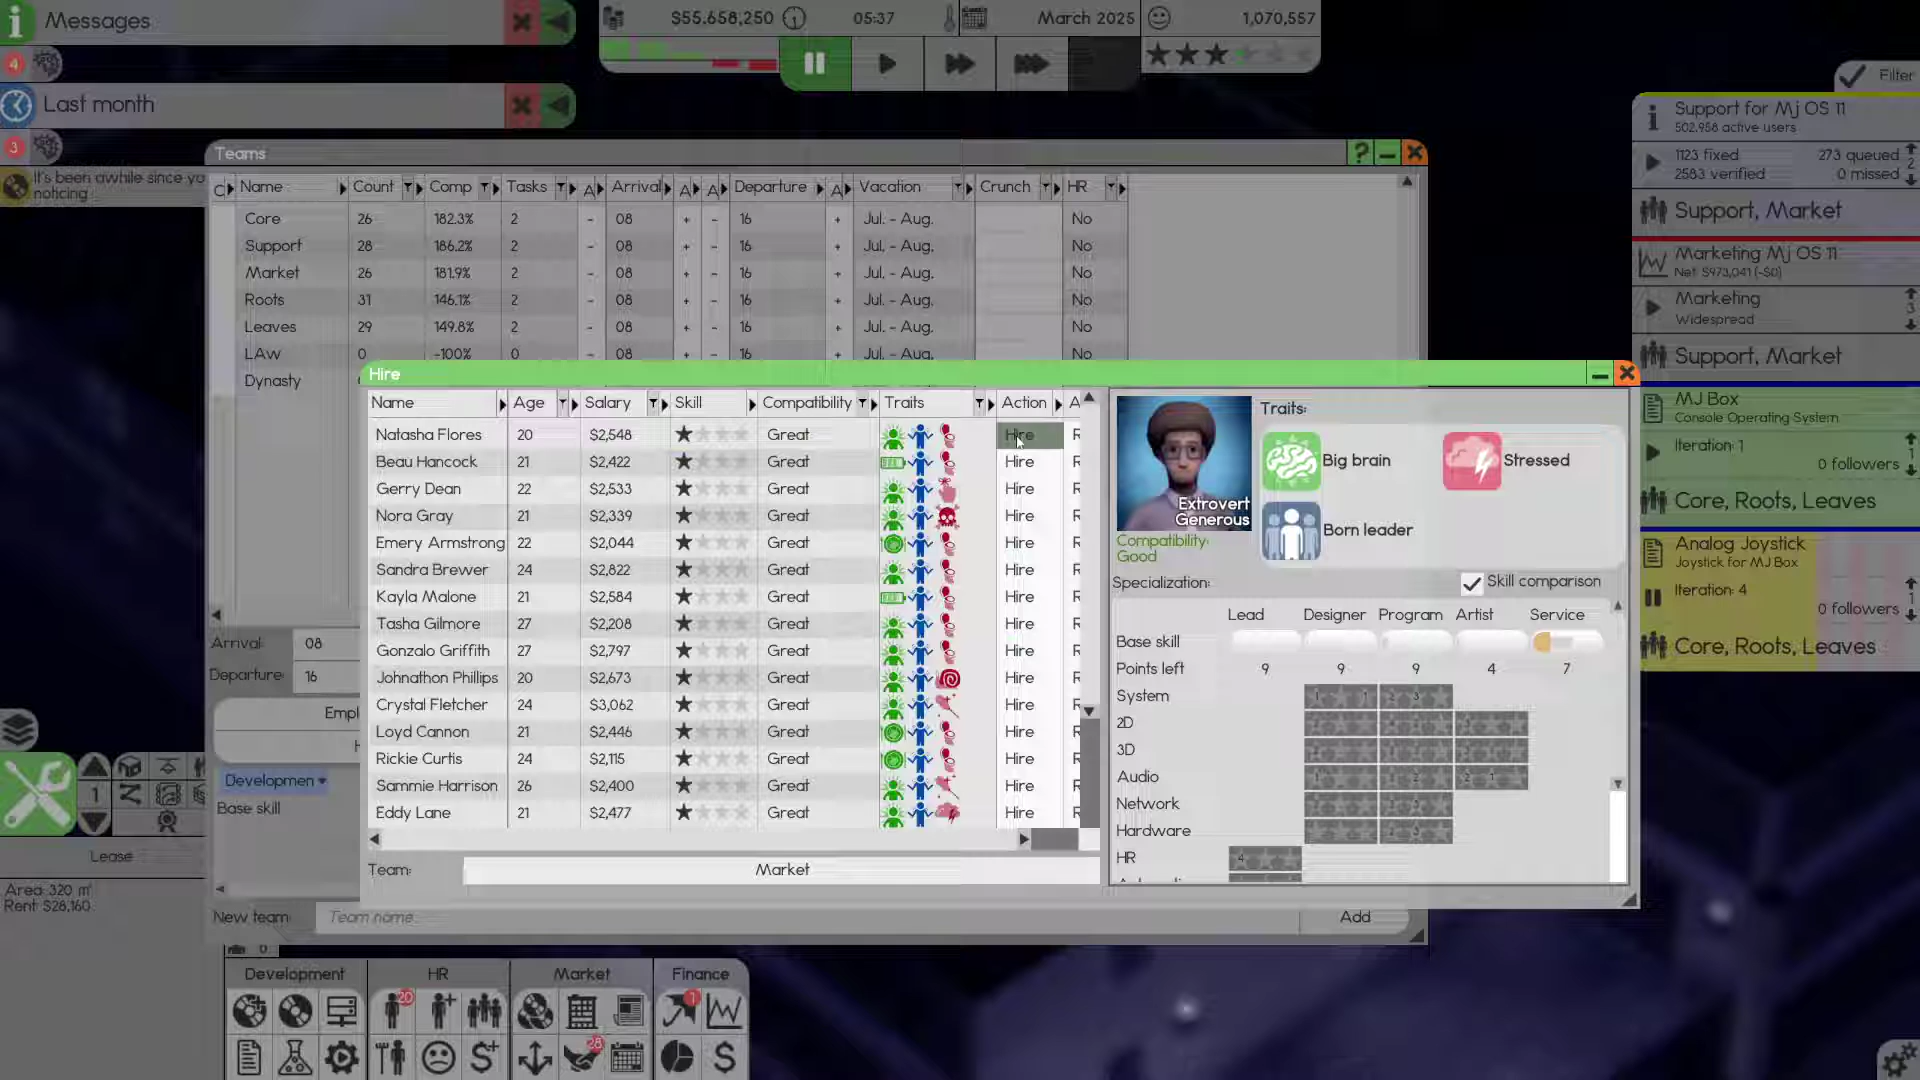 Messages
$55.658,250
05:37
March 2025
1,070,557
4
Filter
Last month
3
It's been awhile since yo
noticing
Support for Mj OS 11
502.958 active users
1123 fixed
273 queued
2
2583 verified
0 missed
Support, Market
Marketing Mj OS 11
Net: $973,041 (-$0)
Marketing
Widespread
3
Support, Market
MJ Box
Console Operating System
Iteration: 1
1
0 followers
Core, Roots, Leaves
Analog Joystick
Joystick for MJ Box
Iteration: 4
1
0 followers
Core, Roots, Leaves
Teams
?
C Name Count Comp Tasks A Arrival A A Departure A Vacation Crunch HR
Core 26 182.3% 2 - 08 + - 16 + Jul. - Aug. No
Support 28 186.2% 2 - 08 + - 16 + Jul. - Aug. No
Market 26 181.9% 2 - 08 + - 16 + Jul. - Aug. No
Roots 31 146.1% 2 - 08 + - 16 + Jul. - Aug. No
Leaves 29 149.8% 2 - 08 + - 16 + Jul. - Aug. No
LAw 0 -100% 0 - 08 + - 16 + Jul. - Aug. No
Dynasty
Arrival: 08
Departure: 16
Empl
H
Developmen
Base skill
New team: Team name...
Add
Hire
Name Age Salary Skill Compatibility Traits Action A
Natasha Flores 20 $2,548 Great Hire R
Beau Hancock 21 $2,422 Great Hire R
Gerry Dean 22 $2,533 Great Hire R
Nora Gray 21 $2,339 Great Hire R
Emery Armstrong 22 $2,044 Great Hire R
Sandra Brewer 24 $2,822 Great Hire R
Kayla Malone 21 $2,584 Great Hire R
Tasha Gilmore 27 $2,208 Great Hire R
Gonzalo Griffith 27 $2,797 Great Hire R
Johnathon Phillips 20 $2,673 Great Hire R
Crystal Fletcher 24 $3,062 Great Hire R
Loyd Cannon 21 $2,446 Great Hire R
Rickie Curtis 24 $2,115 Great Hire R
Sammie Harrison 26 $2,400 Great Hire R
Eddy Lane 21 $2,477 Great Hire R
Team: Market
Extrovert
Generous
Compatibility:
Good
Traits:
Big brain
Stressed
Born leader
Specialization:
Skill comparison
Lead Designer Program Artist Service
Base skill
Points left 9 9 9 4 7
System
2D
3D
Audio
Network
Hardware
HR
1
Lease
Area: 320 m²
Rent: $28,160
0
Development
HR
Market
Finance
20
1
28